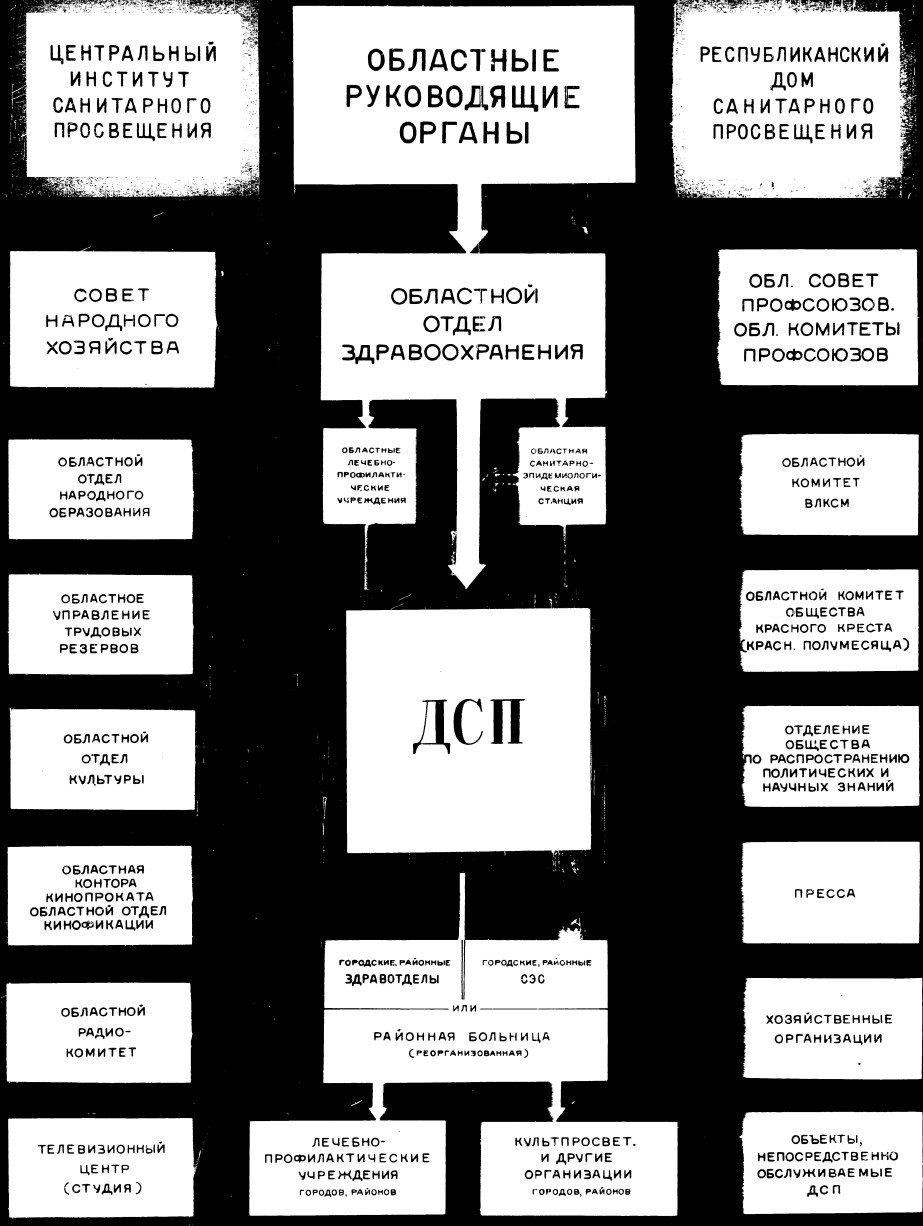 ЦЕНТРАЛЬНЫЙ
ИНСТИТУТ
САНИТАРНОГО
ПРОСВЕЩЕНИЯ
ОБЛАСТНЫЕ
РУКОВОДЯЩИЕ
ОРГАНЫ
РЕСПУБЛИКАНСКИЙ
ДОМ
САНИТАРНОГО
ПРОСВЕЩЕНИЯ
СОВЕТ
НАРОДНОГО
ХОЗЯЙСТВА
ОБЛАСТНОЙ
ОТДЕЛ
ЗДРАВООХРАНЕНИЯ
ОБЛ. СОВЕТ
ПРОФСОЮЗОВ.
ОБЛ. КОМИТЕТЫ
ПРОФСОЮЗОВ
ОБЛАСТНОЙ
ОТДЕЛ
НАРОДНОГО
ОБРАЗОВАНИЯ
ОБЛАСТНЫЕ
ЛЕЧЕБНО-
ПРОФИЛАКТИ-
ЧЕСКИЕ
УЧРЕЖДЕНИЯ
ОБЛАСТНАЯ
САНИТАРНО-
ЭПИДЕМИОЛОГИ-
ЧЕСКАЯ
СТАНЦИЯ
ОБЛАСТНОЙ
КОМИТЕТ
ВЛКСМ
ОБЛАСТНОЕ
УПРАВЛЕНИЕ
ТРУДОВЫХ
РЕЗЕРВОВ
ДСП
ОБЛАСТНОЙ КОМИТЕТ
ОБЩЕСТВА
КРАСНОГО КРЕСТА
(КРАСН. ПОЛУМЕСЯЦА)
ОБЛАСТНОЙ
ОТДЕЛ
КУЛЬТУРЫ
ОТДЕЛЕНИЕ
ОБЩЕСТВА
ПО РАСПРОСТРАНЕНИЮ
ПОЛИТИЧЕСКИХ И
НАУЧНЫХ ЗНАНИЙ
ОБЛАСТНАЯ
КОНТОРА
КИНОПРОКАТА
ОБЛАСТНОЙ ОТДЕЛ
КИНОФИКАЦИИ
ПРЕССА
ГОРОДСКИЕ, РАЙОННЫЕ
ЗДРАВОТДЕЛЫ
ГОРОДСКИЕ, РАЙОННЫЕ
СЭС
ИЛИ
РАЙОННАЯ БОЛЬНИЦА
(РЕОРГАНИЗОВАННАЯ)
ОБЛАСТНОЙ
РАДИО-
КОМИТЕТ
ХОЗЯЙСТВЕННЫЕ
ОРГАНИЗАЦИИ
ТЕЛЕВИЗИОННЫЙ
ЦЕНТР
(СТУДИЯ)
ЛЕЧЕБНО-
ПРОФИЛАКТИЧЕСКИЕ
УЧРЕЖДЕНИЯ
ГОРОДОВ, РАЙОНОВ
КУЛЬТПРОСВЕТ.
И ДРУГИЕ
ОРГАНИЗАЦИИ
ГОРОДОВ, РАЙОНОВ
ОБЪЕКТЫ,
НЕПОСРЕДСТВЕННО
ОБСЛУЖИВАЕМЫЕ
ДСП